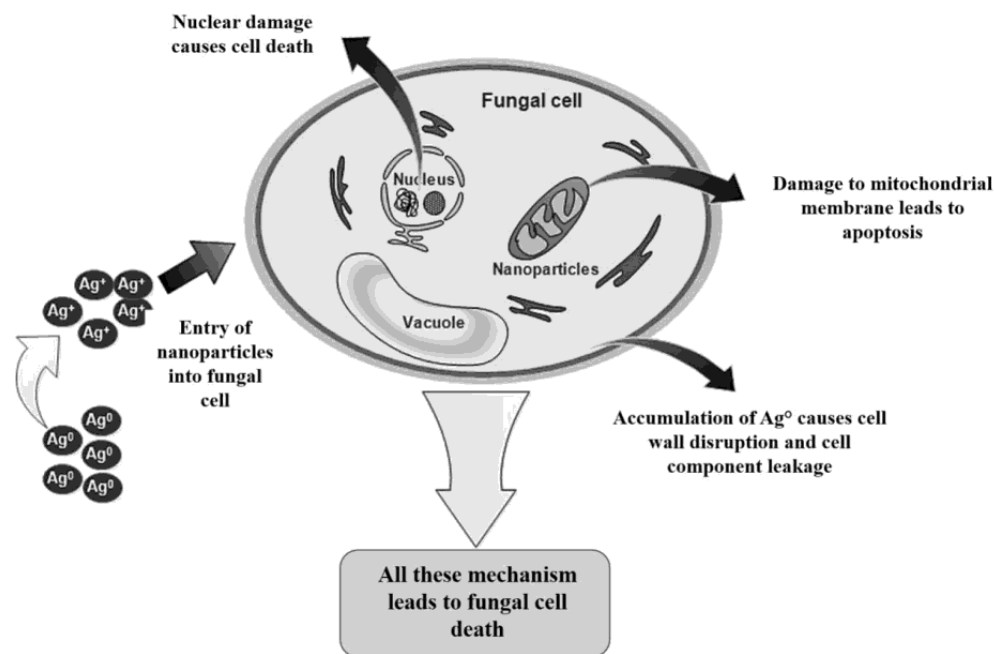 Nuclear damage
causes cell death
Fungal cell
Nucleus
Damage to mitochondrial
membrane leads to
apoptosis
Nanoparticles
Ag⁺
Ag⁺
Ag⁺
Ag⁺
Ag⁺
Entry of
nanoparticles
into fungal
cell
Vacuole
Ag⁰
Ag⁰
Ag⁰
Ag⁰
Ag⁰
Accumulation of Ag° causes cell
wall disruption and cell
component leakage
All these mechanism
leads to fungal cell
death